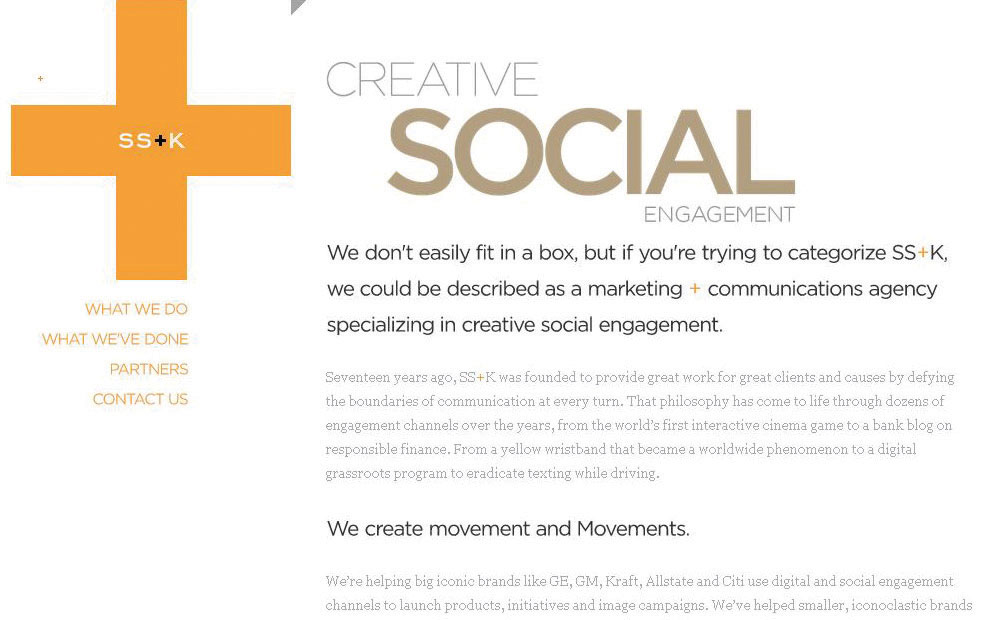 SS+K
WHAT WE DO
WHAT WE'VE DONE
PARTNERS
CONTACT US
CREATIVE
SOCIAL
ENGAGEMENT
We don't easily fit in a box, but if you're trying to categorize SS+K,
we could be described as a marketing + communications agency
specializing in creative social engagement.
Seventeen years ago, SS+K was founded to provide great work for great clients and causes by defying
the boundaries of communication at every turn. That philosophy has come to life through dozens of
engagement channels over the years, from the world's first interactive cinema game to a bank blog on
responsible finance. From a yellow wristband that became a worldwide phenomenon to a digital
grassroots program to eradicate texting while driving.
We create movement and Movements.
We're helping big iconic brands like GE, GM, Kraft, Allstate and Citi use digital and social engagement
channels to launch products, initiatives and image campaigns. We've helped smaller, iconoclastic brands